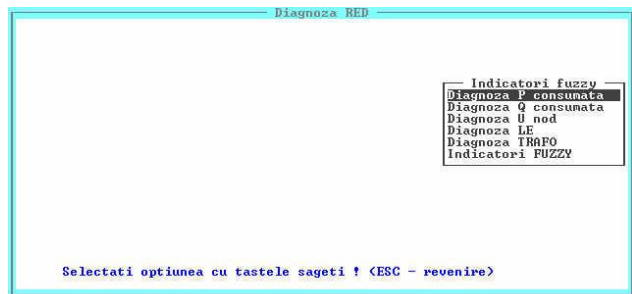 Diagnoza RED
Indicatori fuzzy
Diagnoza P consumata
Diagnoza Q consumata
Diagnoza U nod
Diagnoza LE
Diagnoza TRAFO
Indicatori FUZZY
Selectati optiunea cu tastele sageti ! (ESC - revenire)